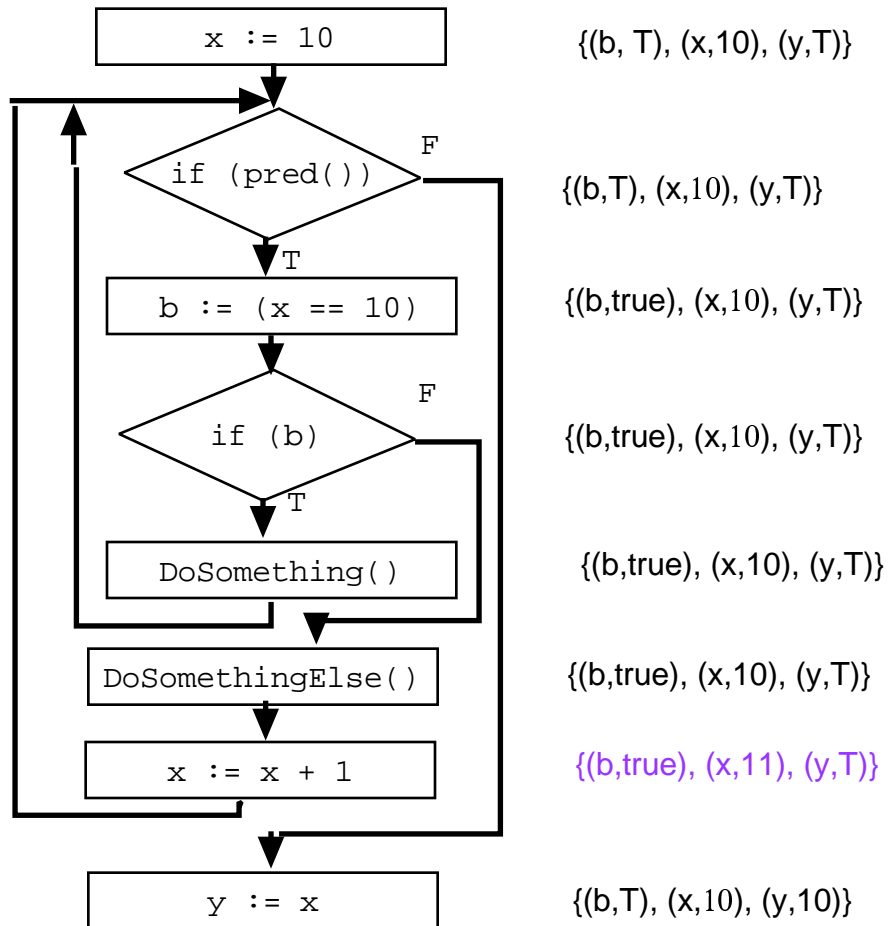 x := 10 {(b, T), (x,10), (y,T)}
F
if (pred()) {(b,T), (x,10), (y,T)}
T
b := (x == 10) {(b,true), (x,10), (y,T)}
F
if (b) {(b,true), (x,10), (y,T)}
T
DoSomething() {(b,true), (x,10), (y,T)}
DoSomethingElse() {(b,true), (x,10), (y,T)}
x := x + 1 {(b,true), (x,11), (y,T)}
y := x {(b,T), (x,10), (y,10)}